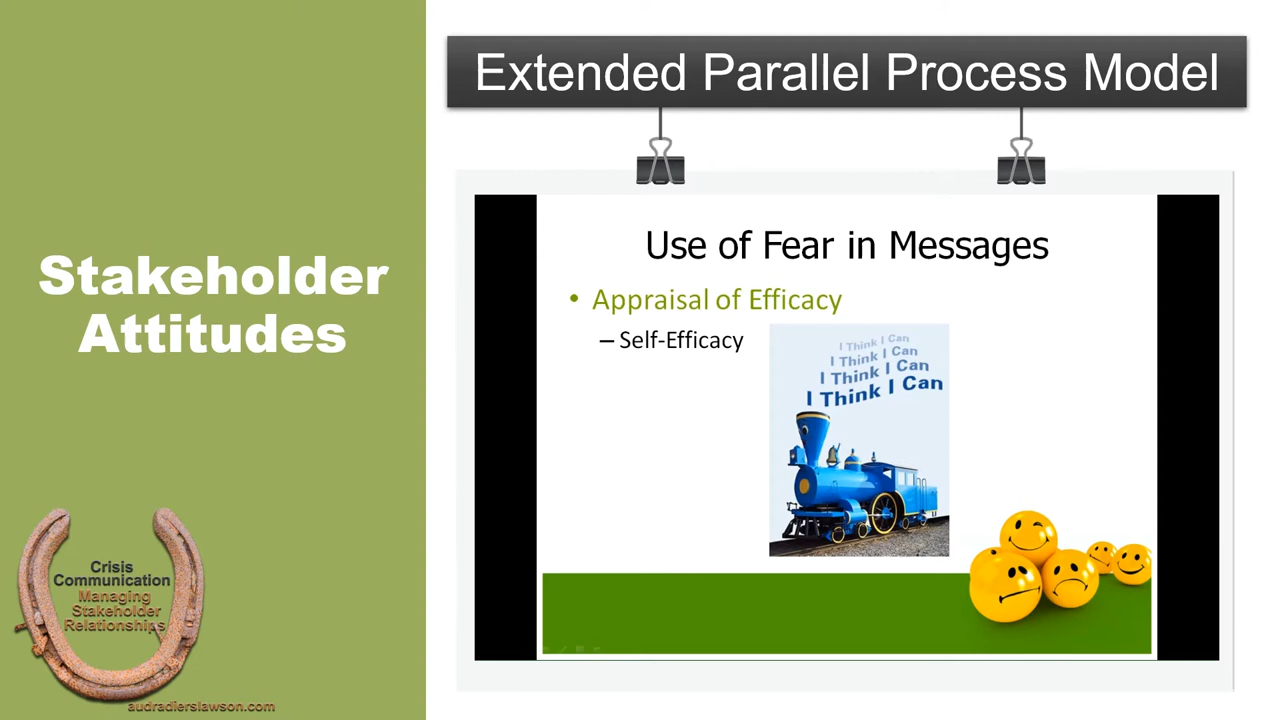 Extended Parallel Process Model
Stakeholder
Attitudes
Use of Fear in Messages
• Appraisal of Efficacy
– Self-Efficacy
I Think I Can
I Think I Can
I Think I Can
I Think I Can
Crisis
Communication
Managing
Stakeholder
Relationships
audradierslawson.com